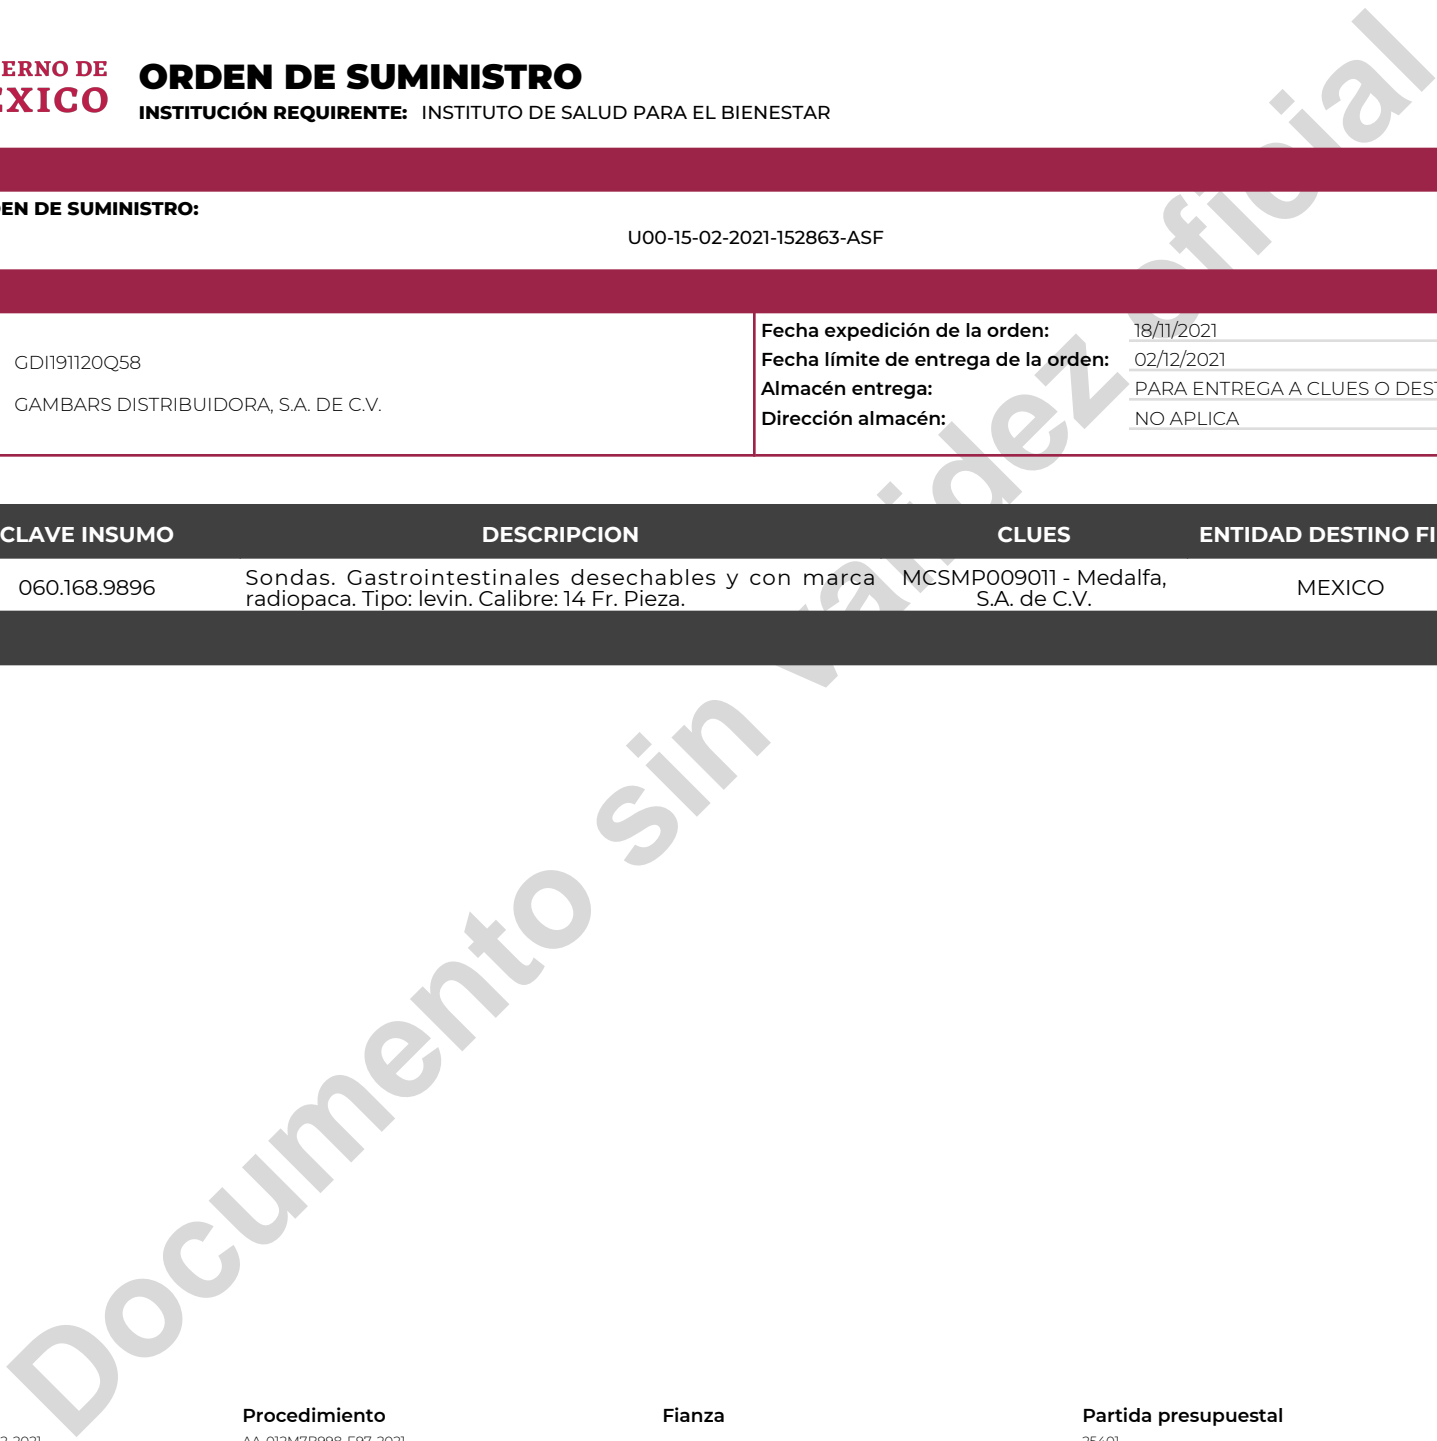 ERNO DE
ORDEN DE SUMINISTRO
EXICO
INSTITUCIÓN REQUIRENTE: INSTITUTO DE SALUD PARA EL BIENESTAR
EN DE SUMINISTRO:
U00-15-02-2021-152863-ASF
Fecha expedición de la orden: 18/11/2021
GDI191120Q58
Fecha límite de entrega de la orden: 02/12/2021
Almacén entrega: PARA ENTREGA A CLUES O DEST
GAMBARS DISTRIBUIDORA, S.A. DE C.V.
Dirección almacén: NO APLICA
CLAVE INSUMO DESCRIPCION CLUES ENTIDAD DESTINO FI
060.168.9896
Sondas. Gastrointestinales desechables y con marca
radiopaca. Tipo: levin. Calibre: 14 Fr. Pieza.
MCSMP009011 - Medalfa,
S.A. de C.V.
MEXICO
Documento sin validez oficial
Procedimiento Fianza Partida presupuestal